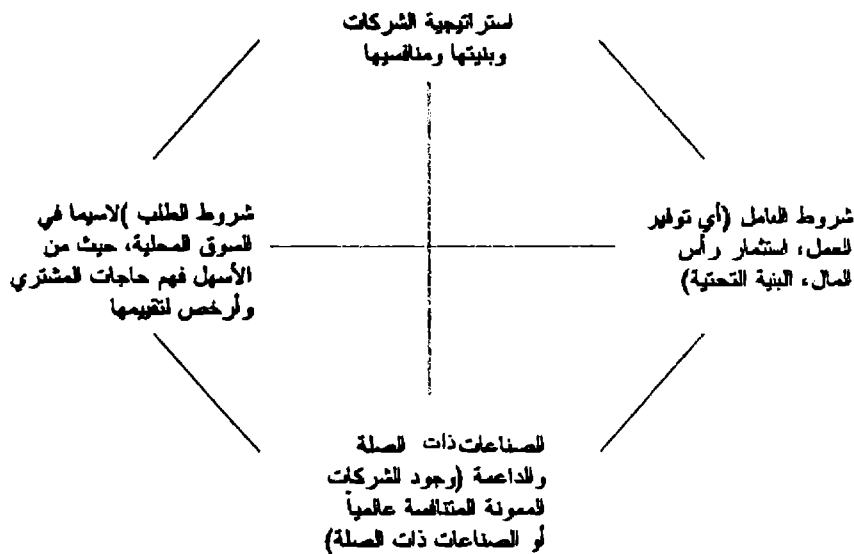 استراتيجية الشركات
وبنيتها ومنافسيها
شروط العامل (أي توفير
العمل، استثمار رأس
المال، البنية التحتية)
شروط الطلب )لاسيما في
السوق المحلية، حيث من
الأسهل فهم حاجات المشتري
وأرخص لتقييمها
الصناعات ذات الصلة
والداعمة (وجود الشركات
الممونة المتنافسة عالمياً
أو الصناعات ذات الصلة)